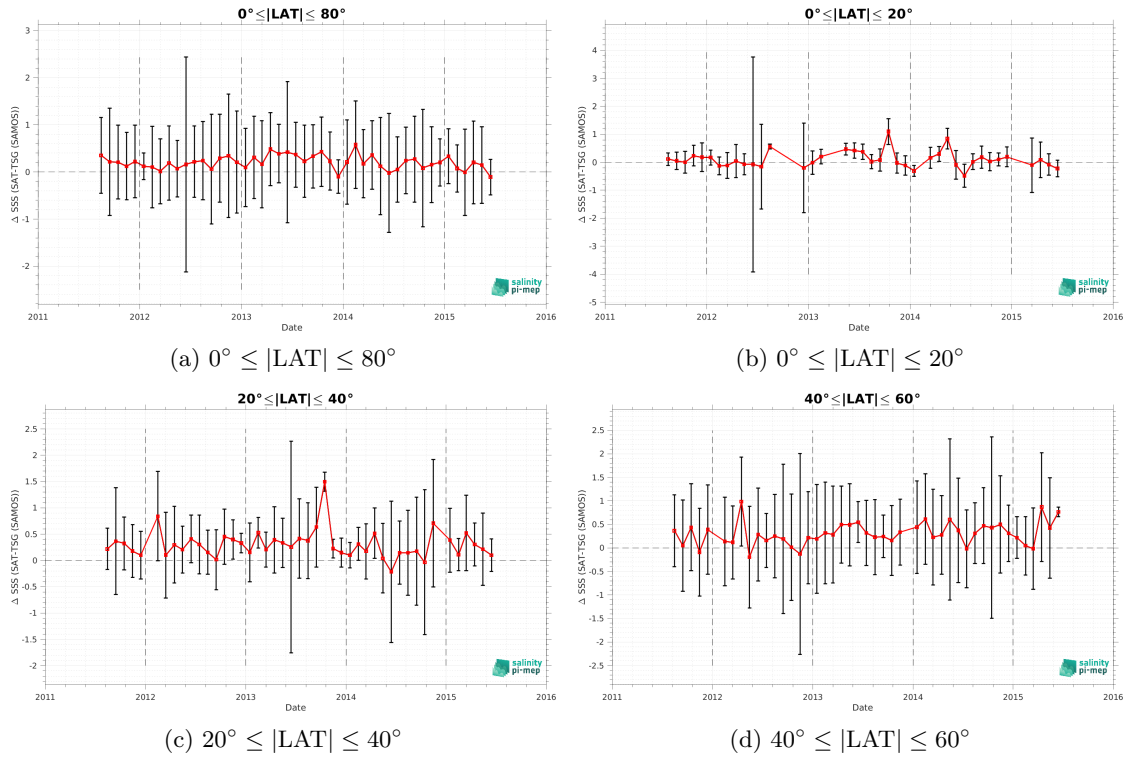 0°≤|LAT|≤ 80°
Δ SSS (SAT-TSG (SAMOS))
3
2
1
0
-1
-2
2011 2012 2013 2014 2015 2016
Date
salinity
pi-mep
(a) 0° ≤ |LAT| ≤ 80°
0°≤|LAT|≤ 20°
Δ SSS (SAT-TSG (SAMOS))
4
3
2
1
0
-1
-2
-3
-4
-5
2011 2012 2013 2014 2015 2016
Date
salinity
pi-mep
(b) 0° ≤ |LAT| ≤ 20°
20°≤|LAT|≤ 40°
Δ SSS (SAT-TSG (SAMOS))
2.5
2
1.5
1
0.5
0
-0.5
-1
-1.5
-2
2011 2012 2013 2014 2015 2016
Date
salinity
pi-mep
(c) 20° ≤ |LAT| ≤ 40°
40°≤|LAT|≤ 60°
Δ SSS (SAT-TSG (SAMOS))
2.5
2
1.5
1
0.5
0
-0.5
-1
-1.5
-2
-2.5
2011 2012 2013 2014 2015 2016
Date
salinity
pi-mep
(d) 40° ≤ |LAT| ≤ 60°